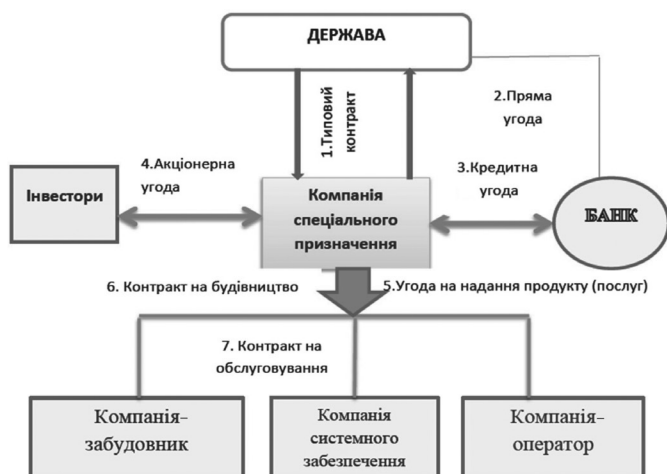 ДЕРЖАВА
1.Типовий
контракт
2.Пряма
угода
4.Акціонерна
угода
3.Кредитна
угода
Інвестори
Компанія
спеціального
призначення
БАНК
6. Контракт на будівництво
5.Угода на надання продукту (послуг)
7. Контракт на
обслуговування
Компанія-
забудовник
Компанія
системного
забезпечення
Компанія-
оператор